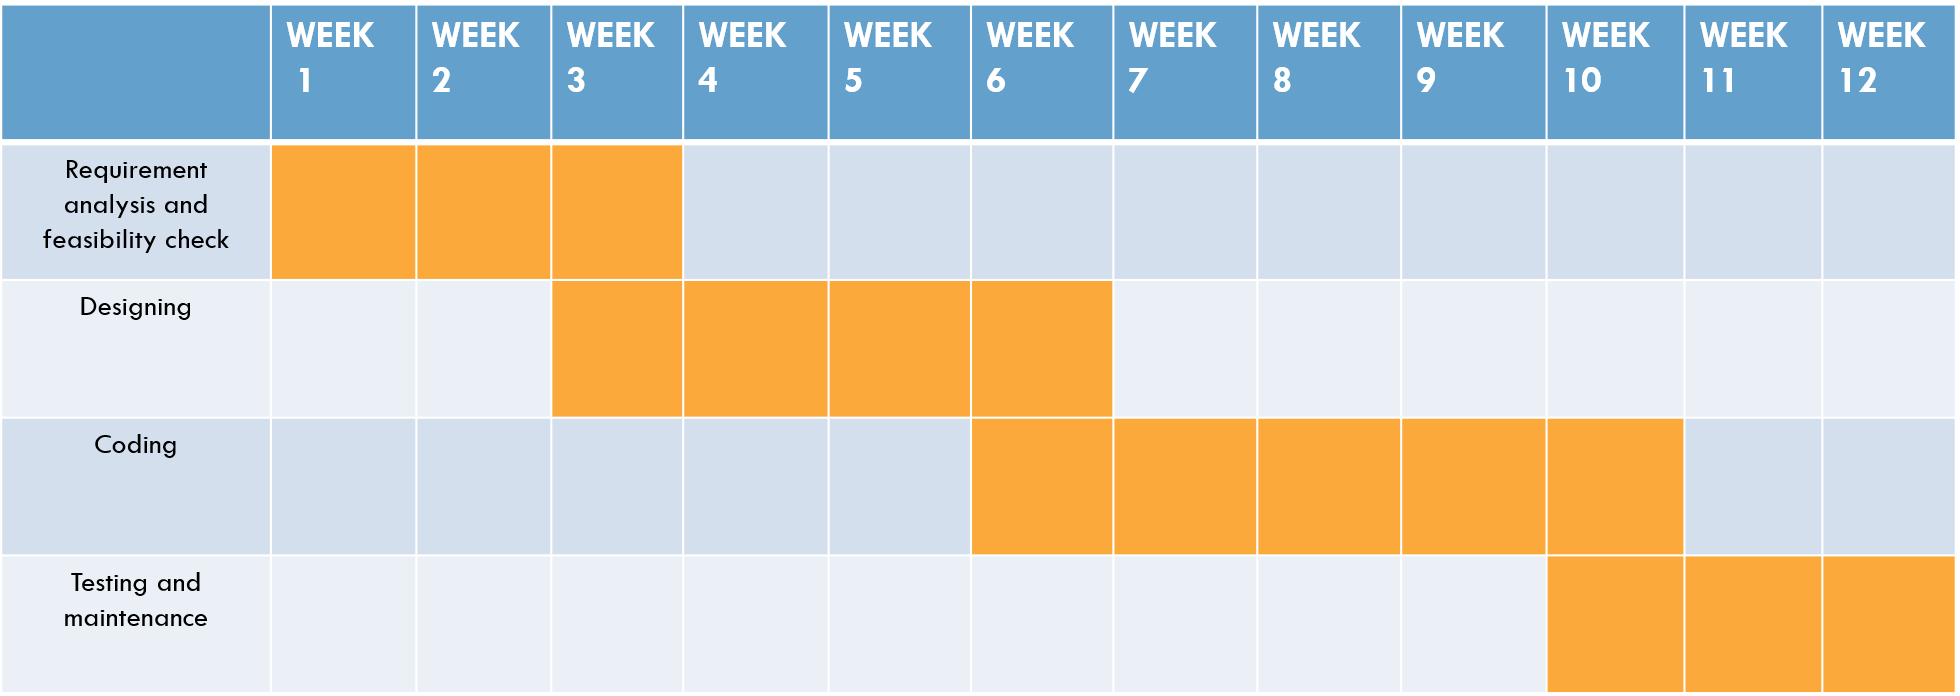 WEEK WEEK WEEK WEEK WEEK WEEK WEEK WEEK WEEK WEEK WEEK WEEK
1 2 3 4 5 6 7 8 9 10 11 12
Requirement
analysis and
feasibility check
Designing
Coding
Testing and
maintenance